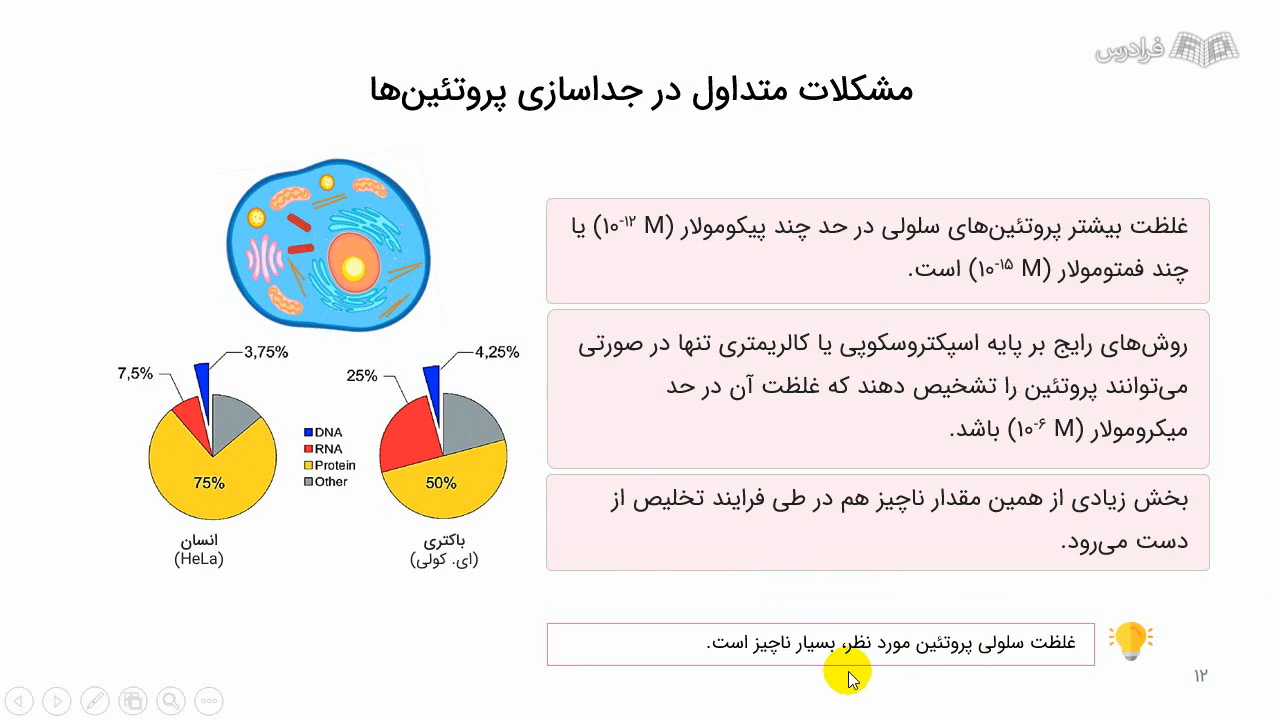 فرادرس
مشکلات متداول در جداسازی پروتئین‌ها
غلظت بیشتر پروتئین‌های سلولی در حد چند پیکومولار (۱۰⁻¹² M) یا
چند فمتومولار (۱۰⁻¹⁵ M) است.
روش‌های رایج بر پایه اسپکتروسکوپی یا کالریمتری تنها در صورتی
می‌توانند پروتئین را تشخیص دهند که غلظت آن در حد
میکرومولار (۱۰⁻⁶ M) باشد.
بخش زیادی از همین مقدار ناچیز هم در طی فرایند تخلیص از
دست می‌رود.
3,75%
7,5%
75%
انسان
(HeLa)
DNA
RNA
Protein
Other
4,25%
25%
50%
باکتری
(ای. کولی)
غلظت سلولی پروتئین مورد نظر، بسیار ناچیز است.
۱۲